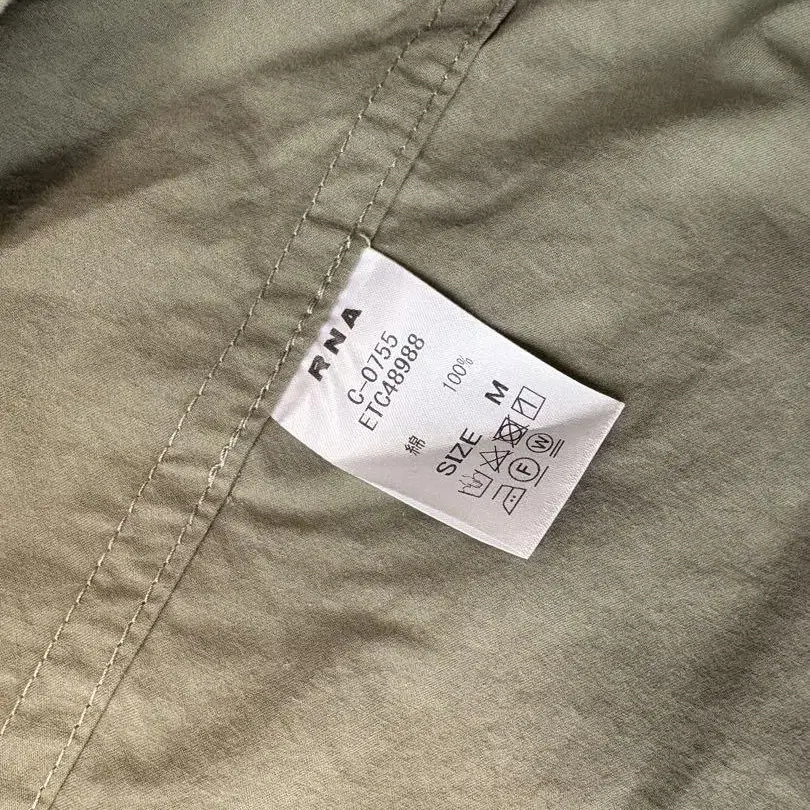 RNA
C-0755
ETC48988
綿 100%
SIZE M
F W